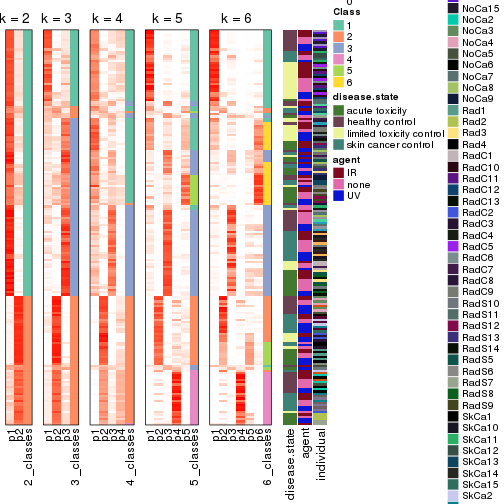 k = 2
k = 3
k = 4
k = 5
k = 6
p1
p2
2_classes
p1
p2
p3
3_classes
p1
p2
p3
p4
4_classes
p1
p2
p3
p4
p5
5_classes
p1
p2
p3
p4
p5
p6
6_classes
disease.state
agent
individual
Class
1
2
3
4
5
6
disease.state
acute toxicity
healthy control
limited toxicity control
skin cancer control
agent
IR
none
UV
NoCa15
NoCa2
NoCa3
NoCa4
NoCa5
NoCa6
NoCa7
NoCa8
NoCa9
Rad1
Rad2
Rad3
Rad4
RadC1
RadC10
RadC11
RadC12
RadC13
RadC2
RadC3
RadC4
RadC5
RadC6
RadC7
RadC8
RadC9
RadS10
RadS11
RadS12
RadS13
RadS14
RadS5
RadS6
RadS7
RadS8
RadS9
SkCa1
SkCa10
SkCa11
SkCa12
SkCa13
SkCa14
SkCa15
SkCa2